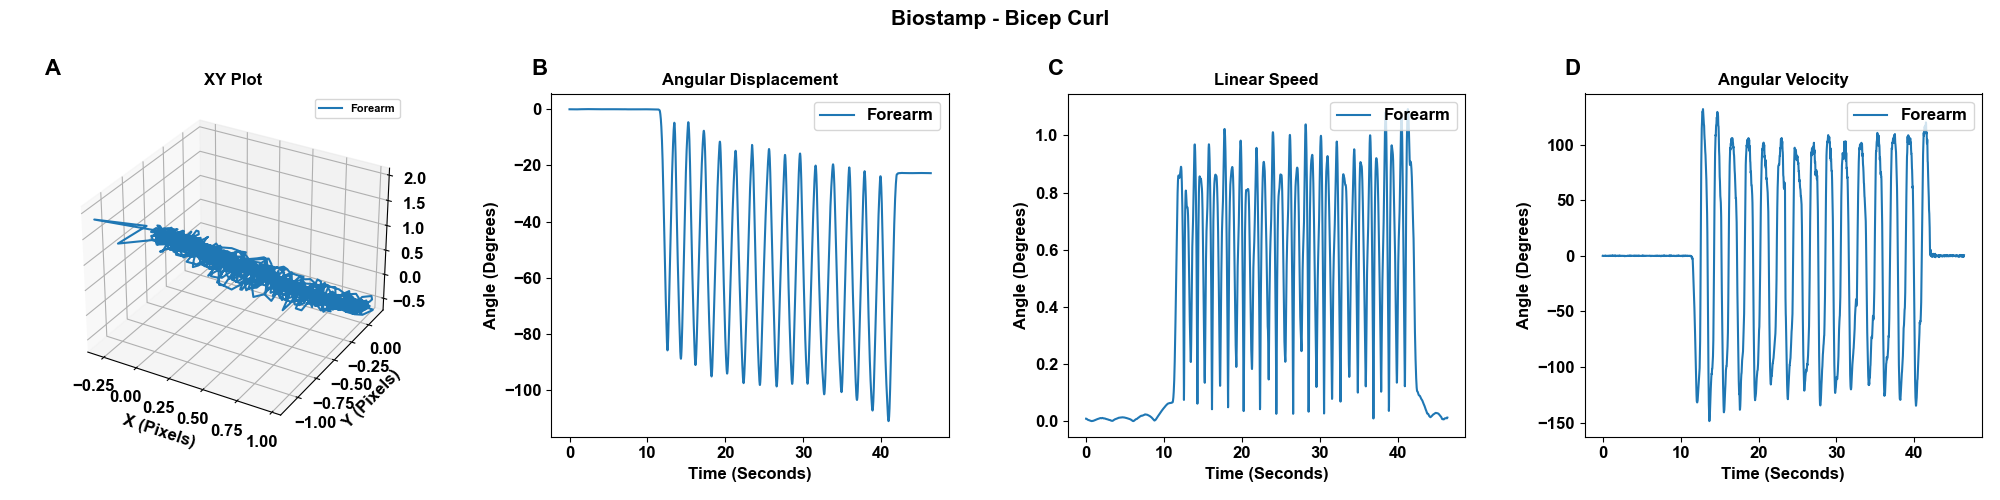 Biostamp - Bicep Curl
A
XY Plot
Forearm
2.0
1.5
1.0
0.5
0.0
−0.5
0.00
−0.25
−0.50
−0.75
−1.00
Y (Pixels)
−0.25
0.00
0.25
0.50
0.75
1.00
X (Pixels)
B
Angular Displacement
Forearm
0
−20
−40
−60
−80
−100
Angle (Degrees)
0 10 20 30 40
Time (Seconds)
C
Linear Speed
Forearm
1.0
0.8
0.6
0.4
0.2
0.0
Angle (Degrees)
0 10 20 30 40
Time (Seconds)
D
Angular Velocity
Forearm
100
50
0
−50
−100
−150
Angle (Degrees)
0 10 20 30 40
Time (Seconds)